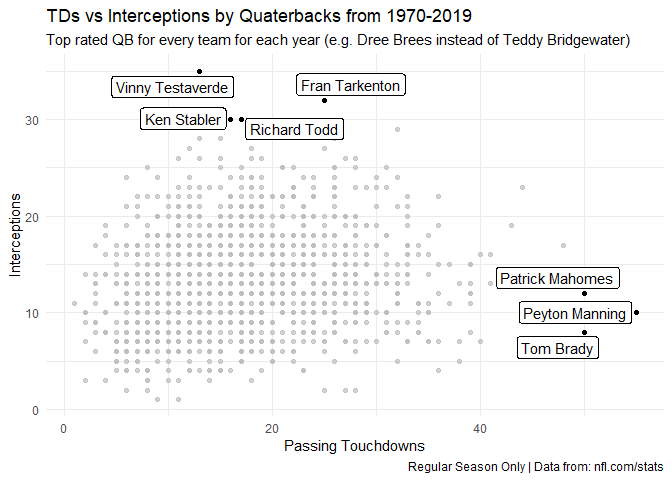 TDs vs Interceptions by Quaterbacks from 1970-2019
Top rated QB for every team for each year (e.g. Dree Brees instead of Teddy Bridgewater)
Vinny Testaverde
Fran Tarkenton
Ken Stabler
Richard Todd
Patrick Mahomes
Peyton Manning
Tom Brady
Interceptions
30
20
10
0
0 20 40
Passing Touchdowns
Regular Season Only | Data from: nfl.com/stats